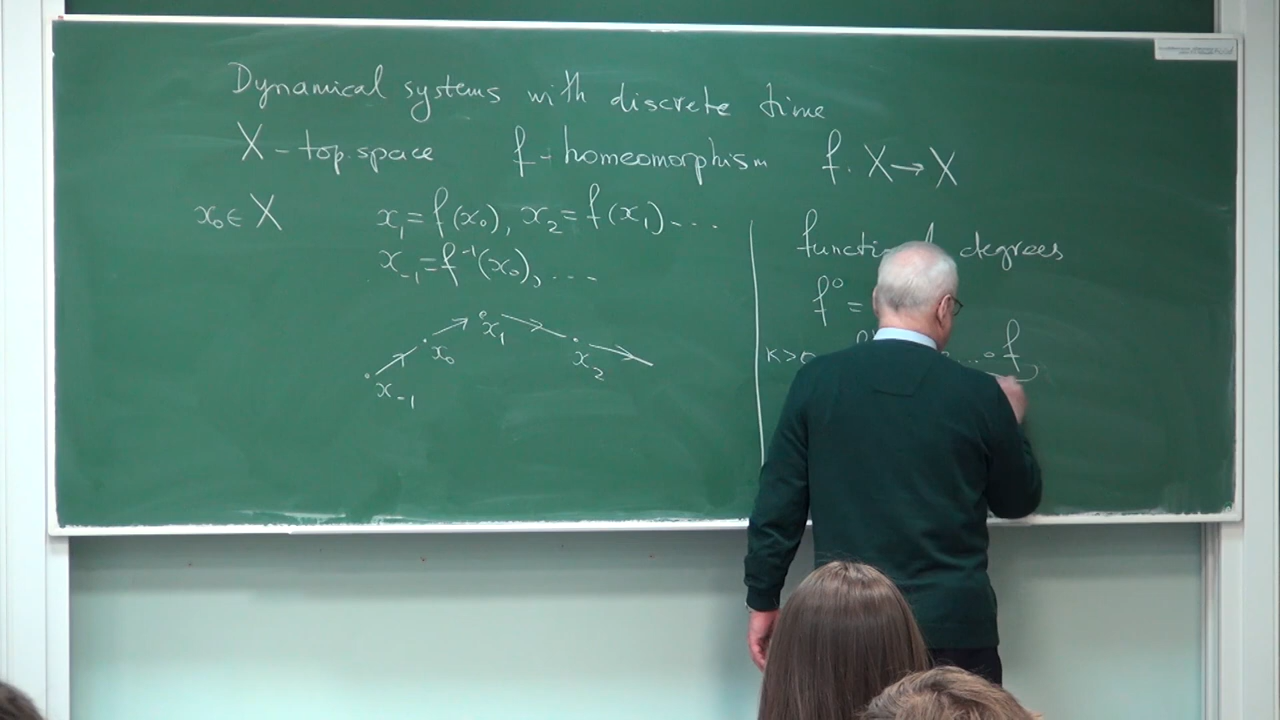 Dynamical systems with discrete time
X - top. space f - homeomorphism f: X → X
x₀ ∈ X x₁ = f(x₀), x₂ = f(x₁) ...
x₋₁ = f⁻¹(x₀), ...
x₋₁ x₀ x₁ x₂
degrees
f⁰ =
k > 0 ... ∘ f